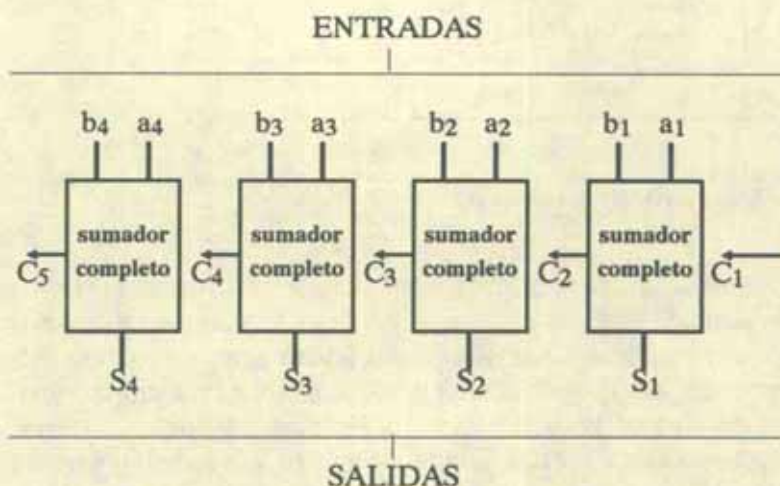 ENTRADAS
b4 a4 b3 a3 b2 a2 b1 a1
sumador sumador sumador sumador
completo completo completo completo
C5 C4 C3 C2 C1
S4 S3 S2 S1
SALIDAS